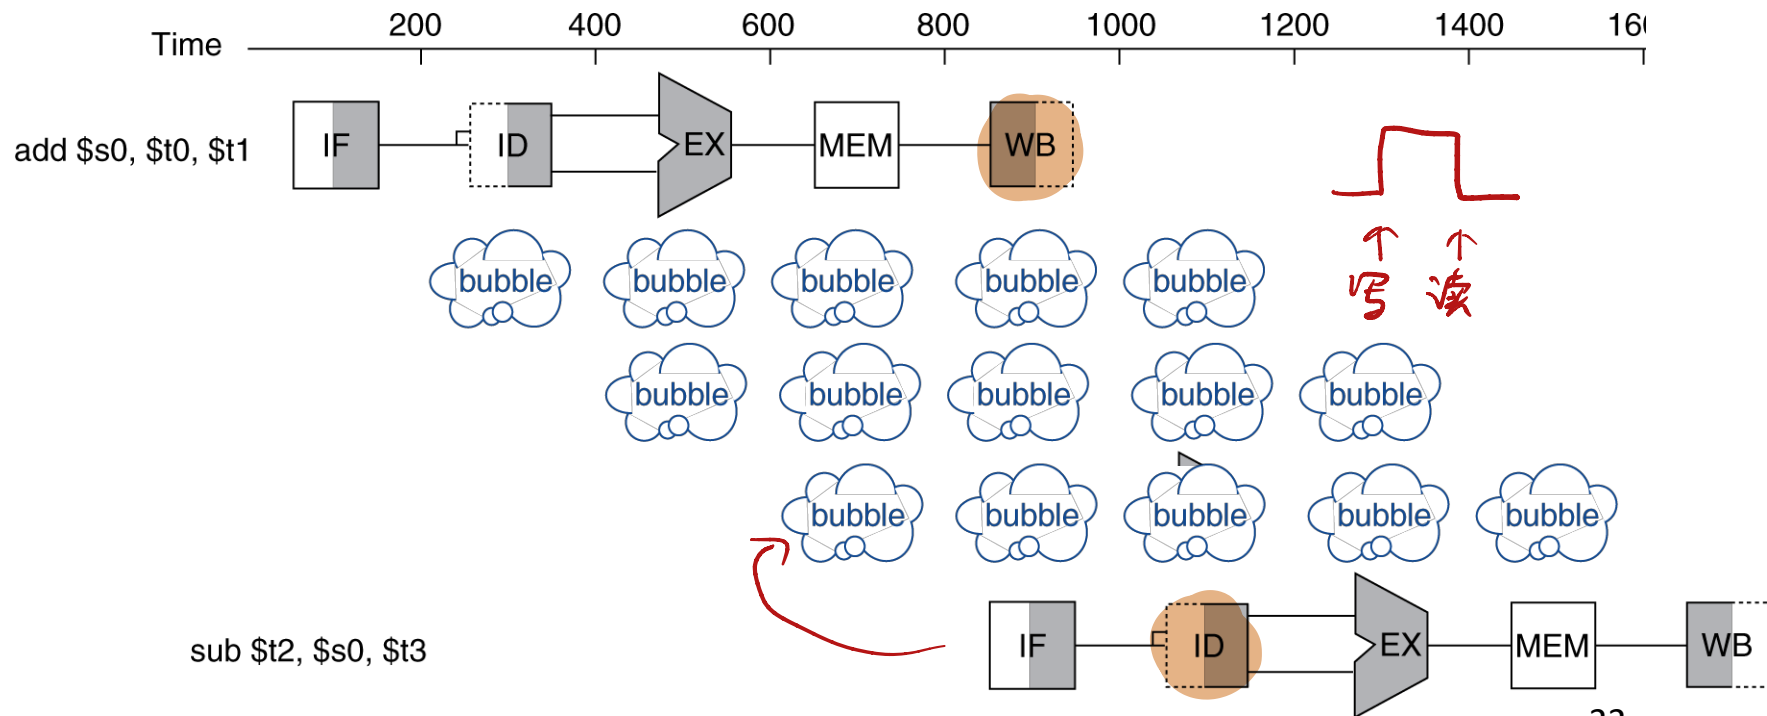 200 400 600 800 1000 1200 1400
Time
add $s0, $t0, $t1 IF ID EX MEM WB
bubble bubble bubble bubble bubble
写 读
bubble bubble bubble bubble bubble
bubble bubble bubble bubble bubble
sub $t2, $s0, $t3 IF ID EX MEM WB